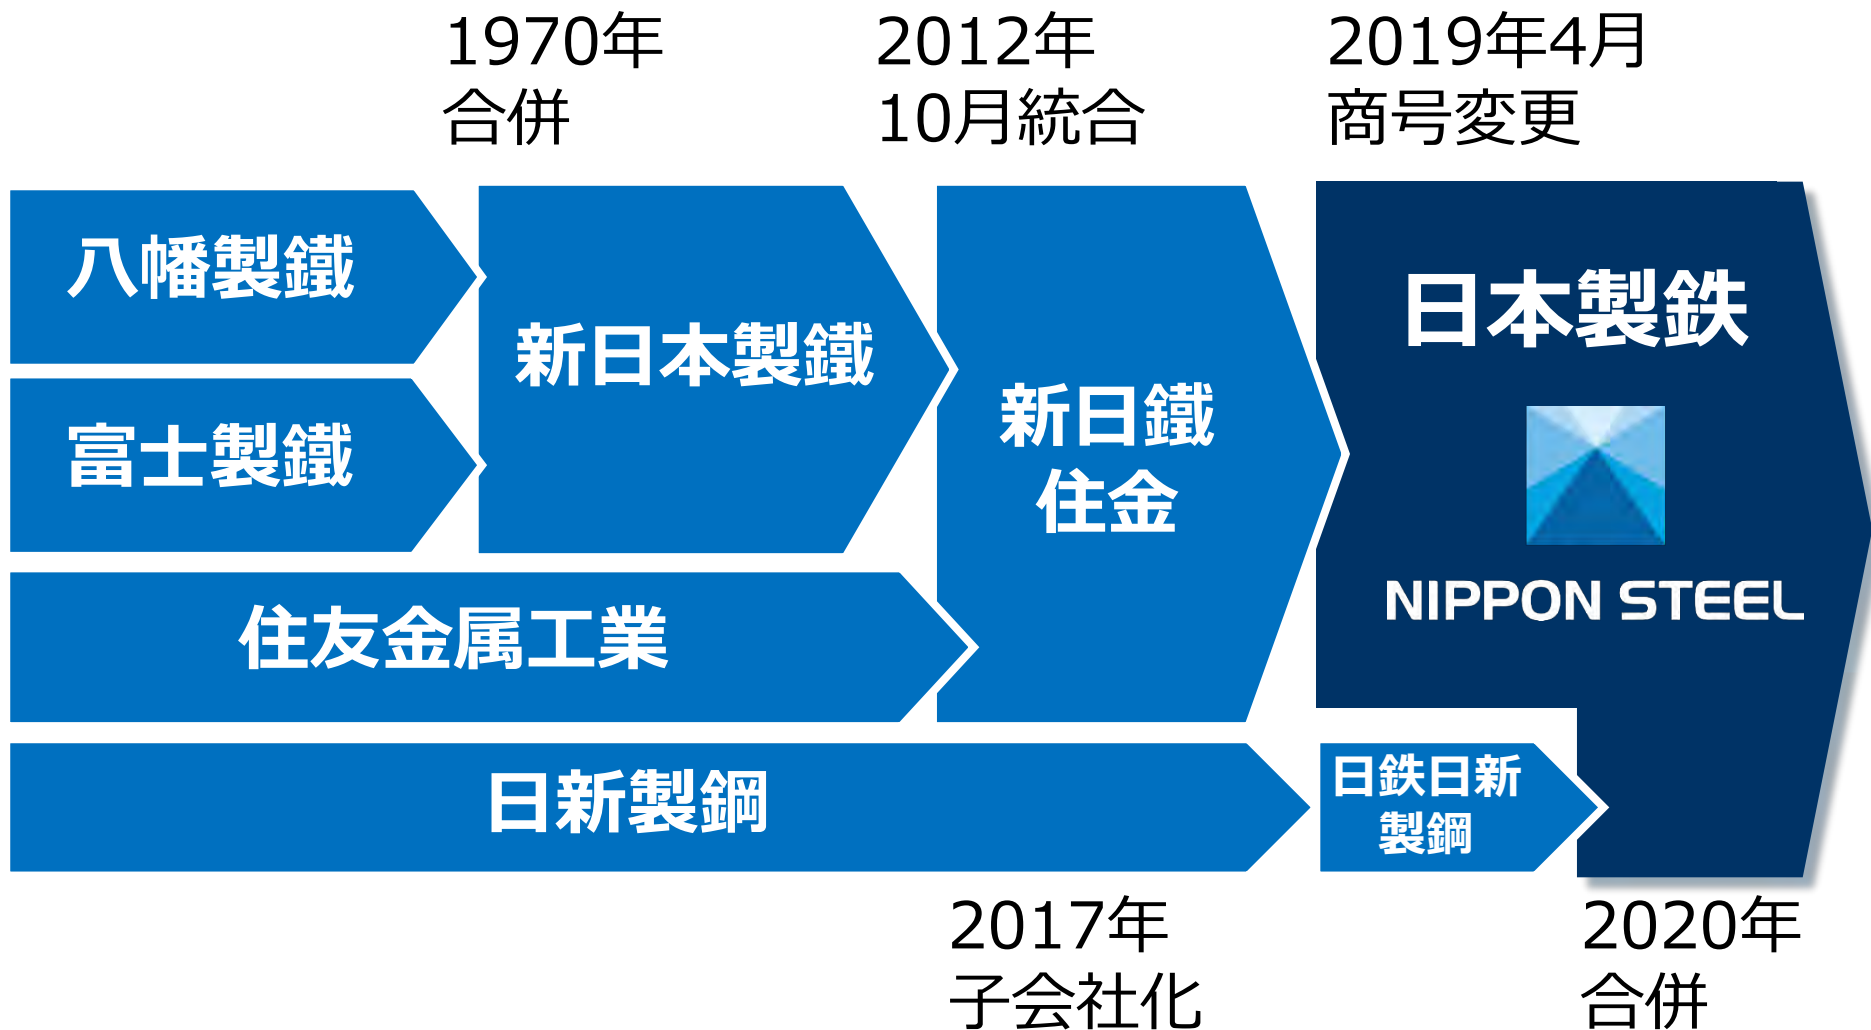 1970年
合併
2012年
10月統合
2019年4月
商号変更
八幡製鐵
富士製鐵
新日本製鐵
住友金属工業
新日鐵
住金
日本製鉄
NIPPON STEEL
日新製鋼
日鉄日新
製鋼
2017年
子会社化
2020年
合併